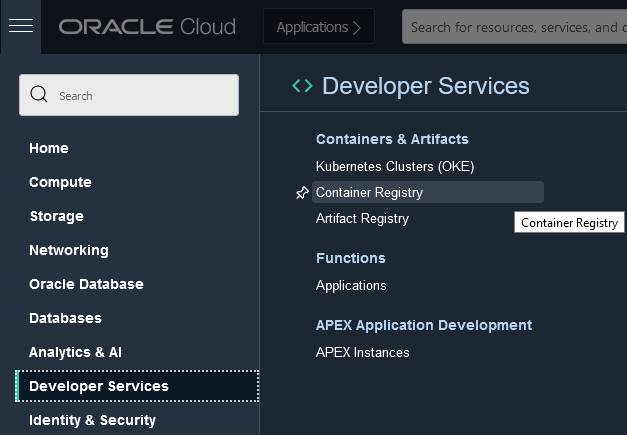 ORACLE Cloud
Applications
Search for resources, services, and
Search
Home
Compute
Storage
Networking
Oracle Database
Databases
Analytics & AI
Developer Services
Identity & Security
Developer Services
Containers & Artifacts
Kubernetes Clusters (OKE)
Container Registry
Artifact Registry
Container Registry
Functions
Applications
APEX Application Development
APEX Instances